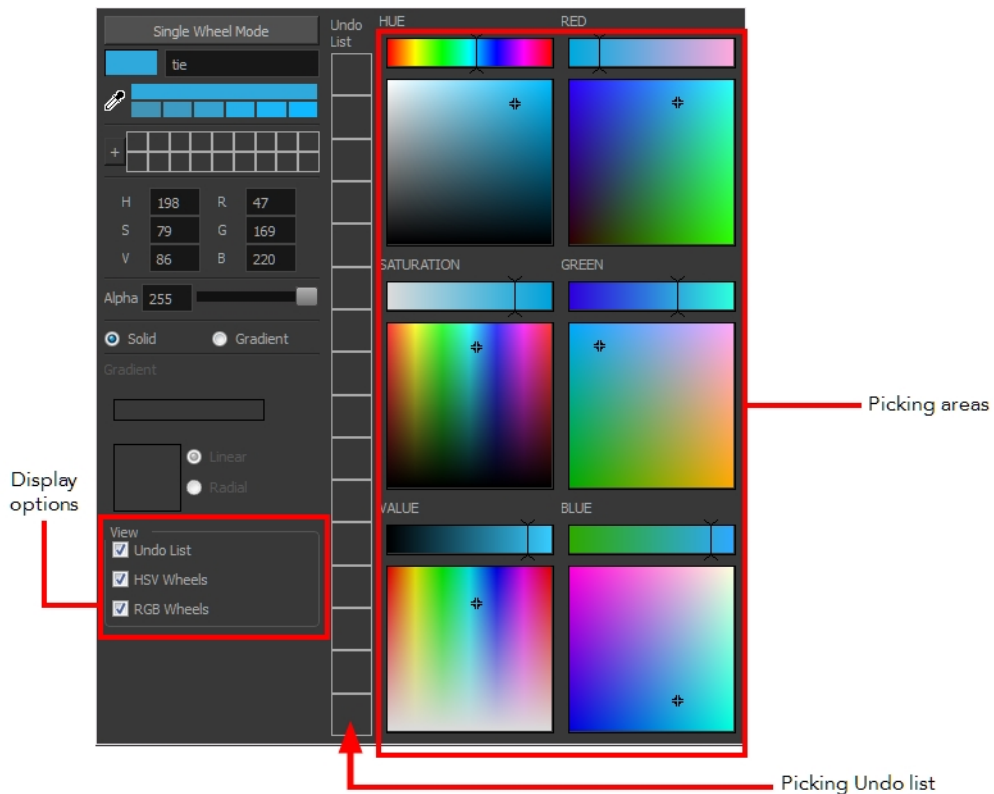 Single Wheel Mode
tie
+
H 198 R 47
S 79 G 169
V 86 B 220
Alpha 255
Solid Gradient
Gradient
Linear
Radial
View
Undo List
HSV Wheels
RGB Wheels
Undo
List
HUE RED
SATURATION GREEN
VALUE BLUE
Display
options
Picking areas
Picking Undo list